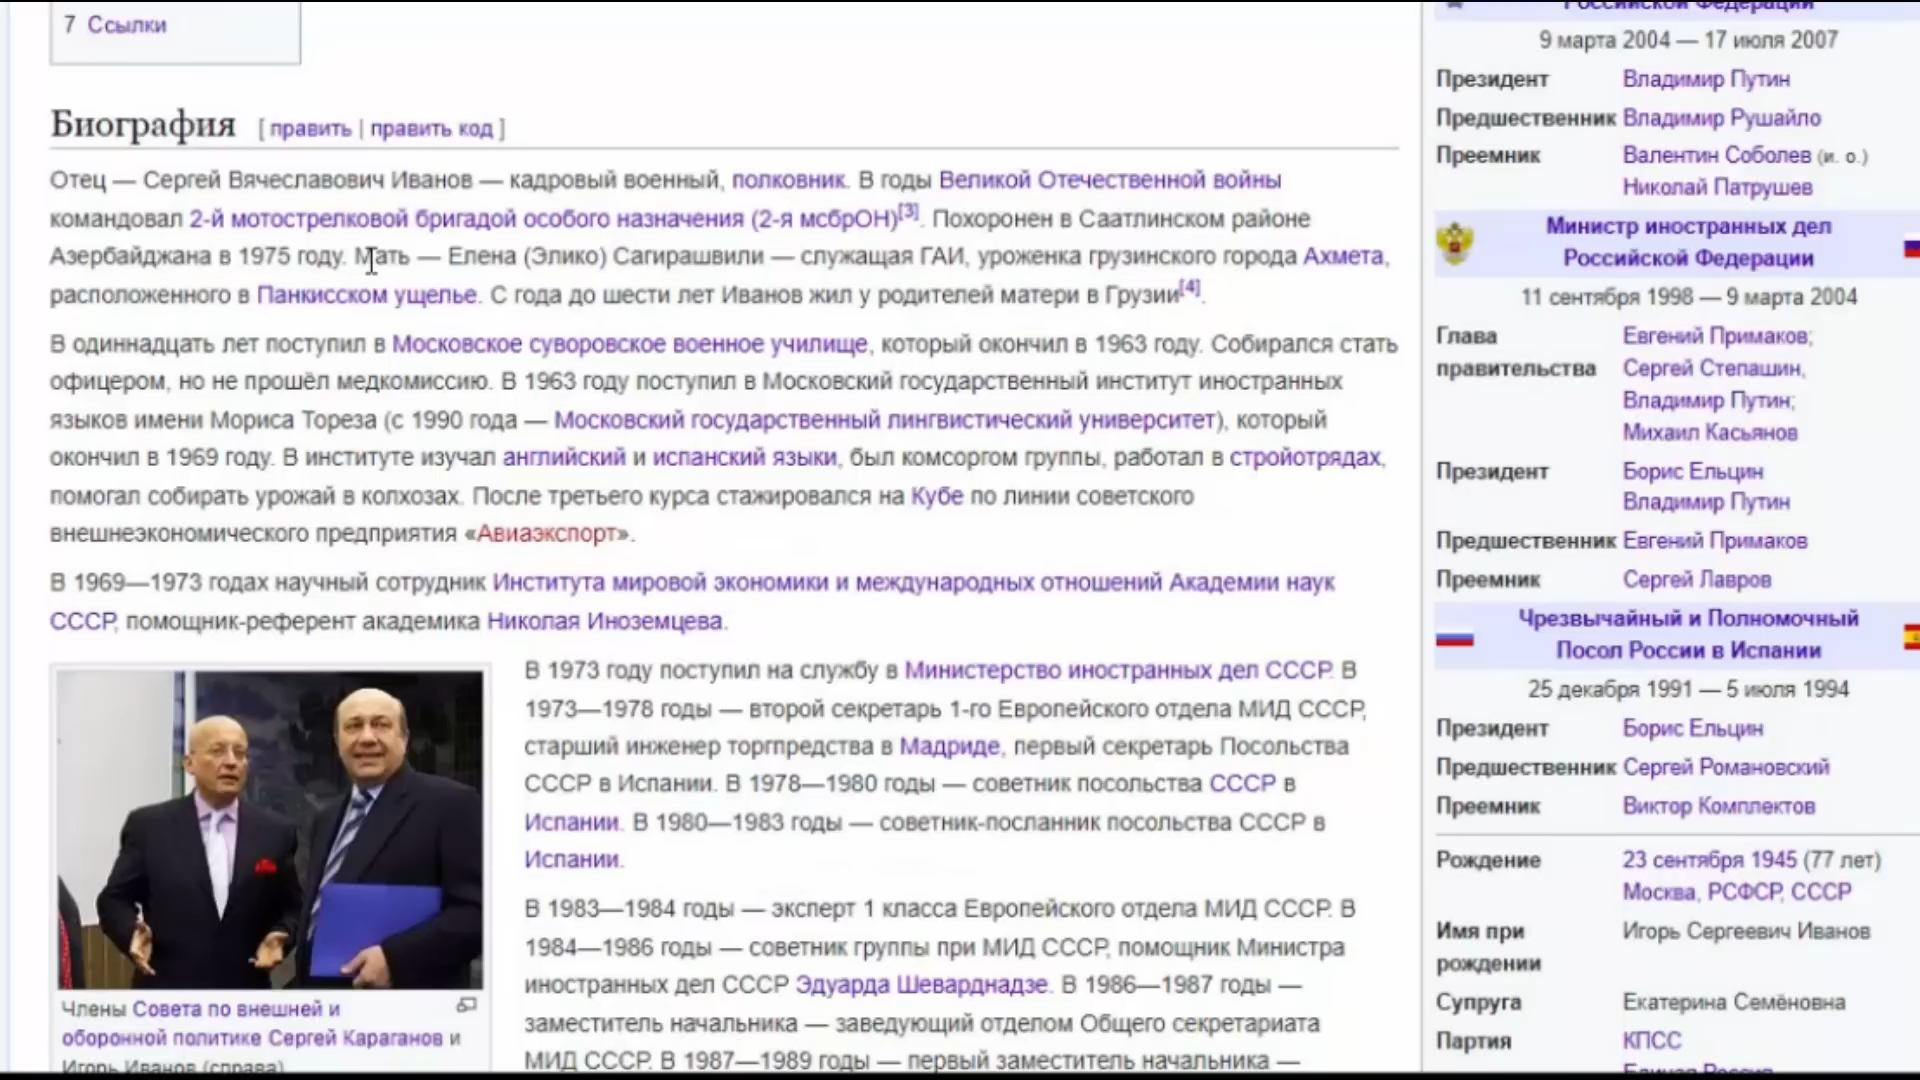 7 Ссылки
Биография [ править | править код ]
Отец — Сергей Вячеславович Иванов — кадровый военный, полковник. В годы Великой Отечественной войны
командовал 2-й мотострелковой бригадой особого назначения (2-я мсбрОН)[3]. Похоронен в Саатлинском районе
Азербайджана в 1975 году. Мать — Елена (Элико) Сагирашвили — служащая ГАИ, уроженка грузинского города Ахмета,
расположенного в Панкисском ущелье. С года до шести лет Иванов жил у родителей матери в Грузии[4].
В одиннадцать лет поступил в Московское суворовское военное училище, который окончил в 1963 году. Собирался стать
офицером, но не прошёл медкомиссию. В 1963 году поступил в Московский государственный институт иностранных
языков имени Мориса Тореза (с 1990 года — Московский государственный лингвистический университет), который
окончил в 1969 году. В институте изучал английский и испанский языки, был комсоргом группы, работал в стройотрядах,
помогал собирать урожай в колхозах. После третьего курса стажировался на Кубе по линии советского
внешнеэкономического предприятия «Авиаэкспорт».
В 1969—1973 годах научный сотрудник Института мировой экономики и международных отношений Академии наук
СССР, помощник-референт академика Николая Иноземцева.
В 1973 году поступил на службу в Министерство иностранных дел СССР. В
1973—1978 годы — второй секретарь 1-го Европейского отдела МИД СССР,
старший инженер торгпредства в Мадриде, первый секретарь Посольства
СССР в Испании. В 1978—1980 годы — советник посольства СССР в
Испании. В 1980—1983 годы — советник-посланник посольства СССР в
Испании.
В 1983—1984 годы — эксперт 1 класса Европейского отдела МИД СССР. В
1984—1986 годы — советник группы при МИД СССР, помощник Министра
иностранных дел СССР Эдуарда Шеварднадзе. В 1986—1987 годы —
заместитель начальника — заведующий отделом Общего секретариата
МИД СССР. В 1987—1989 годы — первый заместитель начальника —
Члены Совета по внешней и
оборонной политике Сергей Караганов и
Игорь Иванов (справа)
Российской Федерации
9 марта 2004 — 17 июля 2007
Президент Владимир Путин
Предшественник Владимир Рушайло
Преемник Валентин Соболев (и. о.)
Николай Патрушев
Министр иностранных дел
Российской Федерации
11 сентября 1998 — 9 марта 2004
Глава Евгений Примаков;
правительства Сергей Степашин,
Владимир Путин;
Михаил Касьянов
Президент Борис Ельцин
Владимир Путин
Предшественник Евгений Примаков
Преемник Сергей Лавров
Чрезвычайный и Полномочный
Посол России в Испании
25 декабря 1991 — 5 июля 1994
Президент Борис Ельцин
Предшественник Сергей Романовский
Преемник Виктор Комплектов
Рождение 23 сентября 1945 (77 лет)
Москва, РСФСР, СССР
Имя при Игорь Сергеевич Иванов
рождении
Супруга Екатерина Семёновна
Партия КПСС
Единая Россия